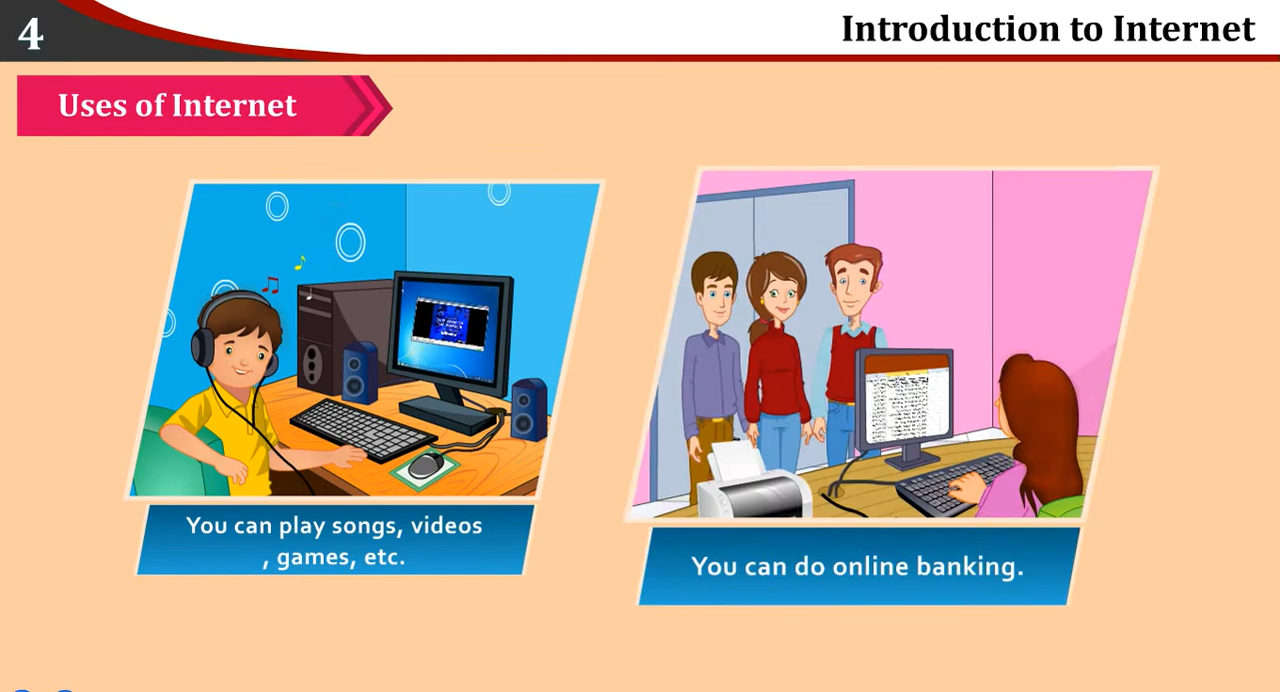 4
Introduction to Internet
Uses of Internet
You can play songs, videos
, games, etc.
You can do online banking.